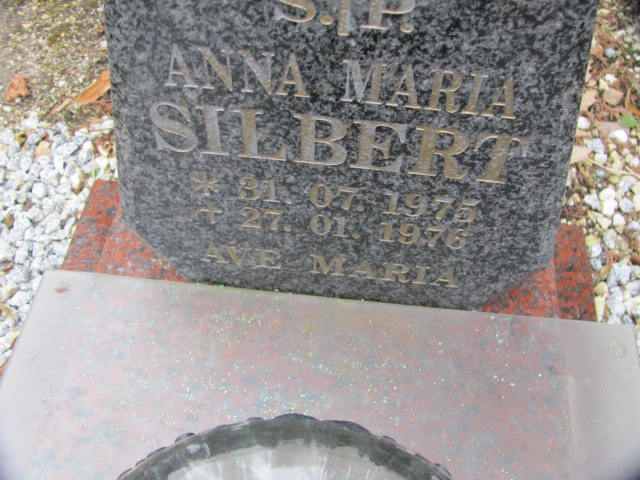 S. P.
ANNA MARIA
SILBERT
* 31. 07. 1975
+ 27. 01. 1976
AVE MARIA